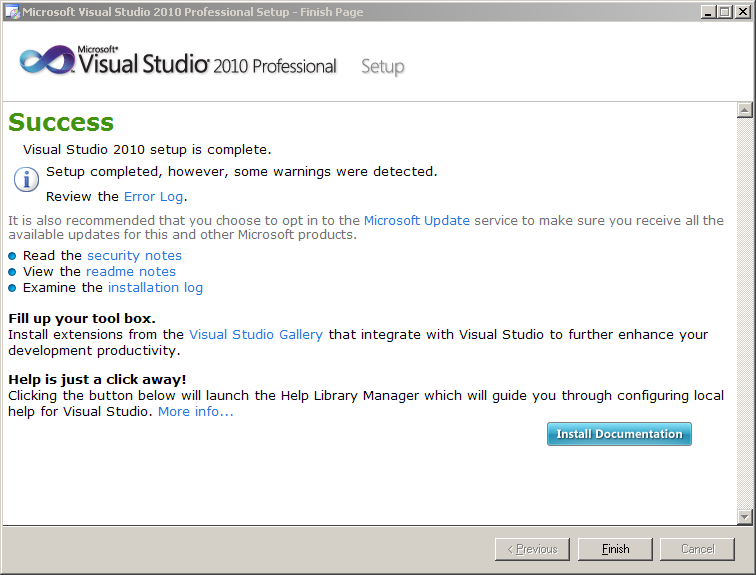 Microsoft Visual Studio 2010 Professional Setup - Finish Page
Microsoft®
Visual Studio® 2010 Professional Setup
Success
Visual Studio 2010 setup is complete.
Setup completed, however, some warnings were detected.
Review the Error Log.
It is also recommended that you choose to opt in to the Microsoft Update service to make sure you receive all the
available updates for this and other Microsoft products.
Read the security notes
View the readme notes
Examine the installation log
Fill up your tool box.
Install extensions from the Visual Studio Gallery that integrate with Visual Studio to further enhance your
development productivity.
Help is just a click away!
Clicking the button below will launch the Help Library Manager which will guide you through configuring local
help for Visual Studio. More info...
Install Documentation
< Previous Finish Cancel